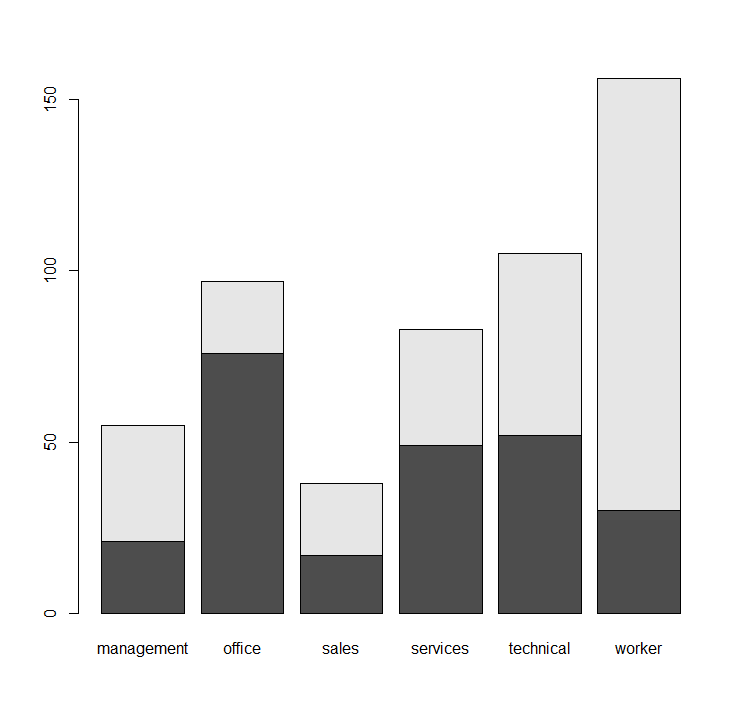 150
100
50
0
management office sales services technical worker